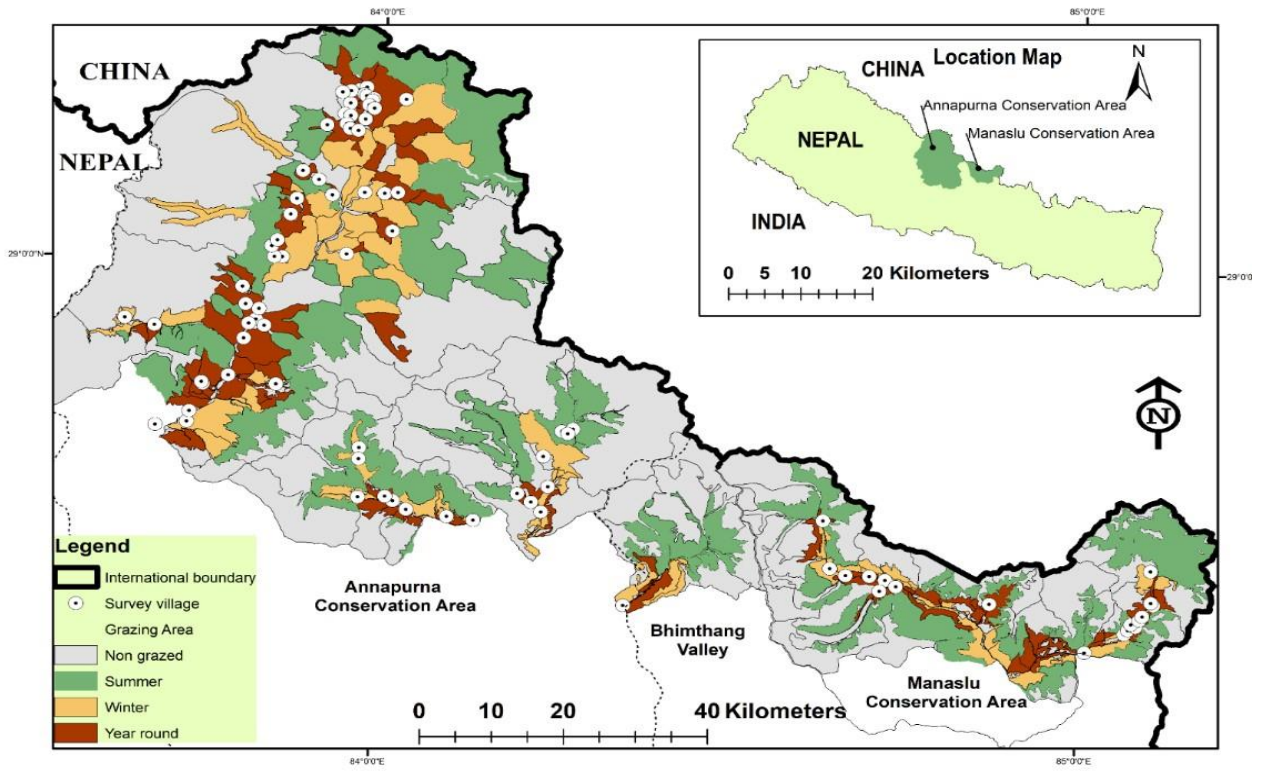 84°0'0"E
85°0'0"E
CHINA
NEPAL
29°0'0"N
29°0'0"
Location Map
N
CHINA
Annapurna Conservation Area
Manaslu Conservation Area
NEPAL
INDIA
0 5 10 20 Kilometers
N
Legend
International boundary
Survey village
Grazing Area
Non grazed
Summer
Winter
Year round
Annapurna
Conservation Area
Bhimthang
Valley
Manaslu
Conservation Area
0 10 20 40 Kilometers
84°0'0"E
85°0'0"E